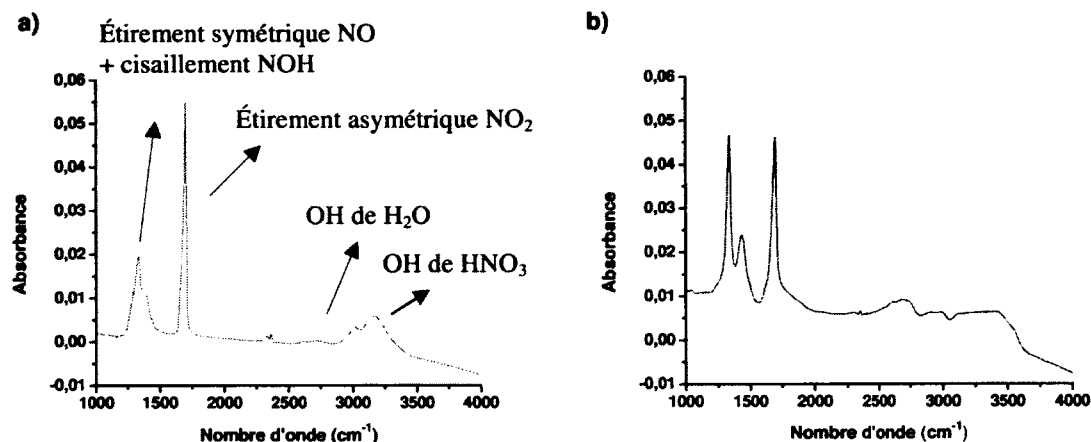 a)
Étirement symétrique NO
+ cisaillement NOH
Étirement asymétrique NO₂
OH de H₂O
OH de HNO₃
0,06
0,05
0,04
0,03
0,02
0,01
0,00
-0,01
Absorbance
1000 1500 2000 2500 3000 3500 4000
Nombre d'onde (cm⁻¹)
b)
0,06
0,05
0,04
0,03
0,02
0,01
0,00
-0,01
Absorbance
1000 1500 2000 2500 3000 3500 4000
Nombre d'onde (cm⁻¹)